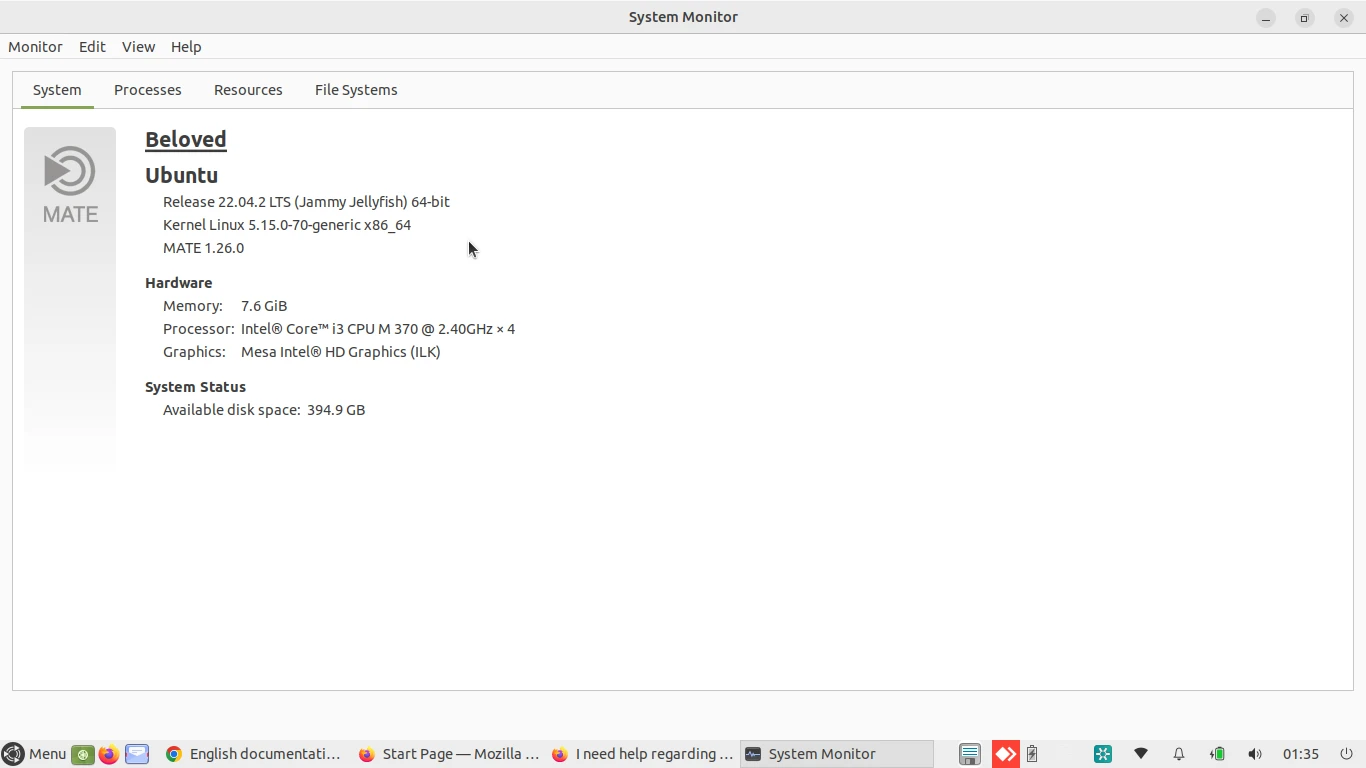 System Monitor
Monitor Edit View Help
System Processes Resources File Systems
MATE
Beloved
Ubuntu
Release 22.04.2 LTS (Jammy Jellyfish) 64-bit
Kernel Linux 5.15.0-70-generic x86_64
MATE 1.26.0
Hardware
Memory: 7.6 GiB
Processor: Intel® Core™ i3 CPU M 370 @ 2.40GHz × 4
Graphics: Mesa Intel® HD Graphics (ILK)
System Status
Available disk space: 394.9 GB
Menu English documentati... Start Page — Mozilla ... I need help regarding ... System Monitor 01:35